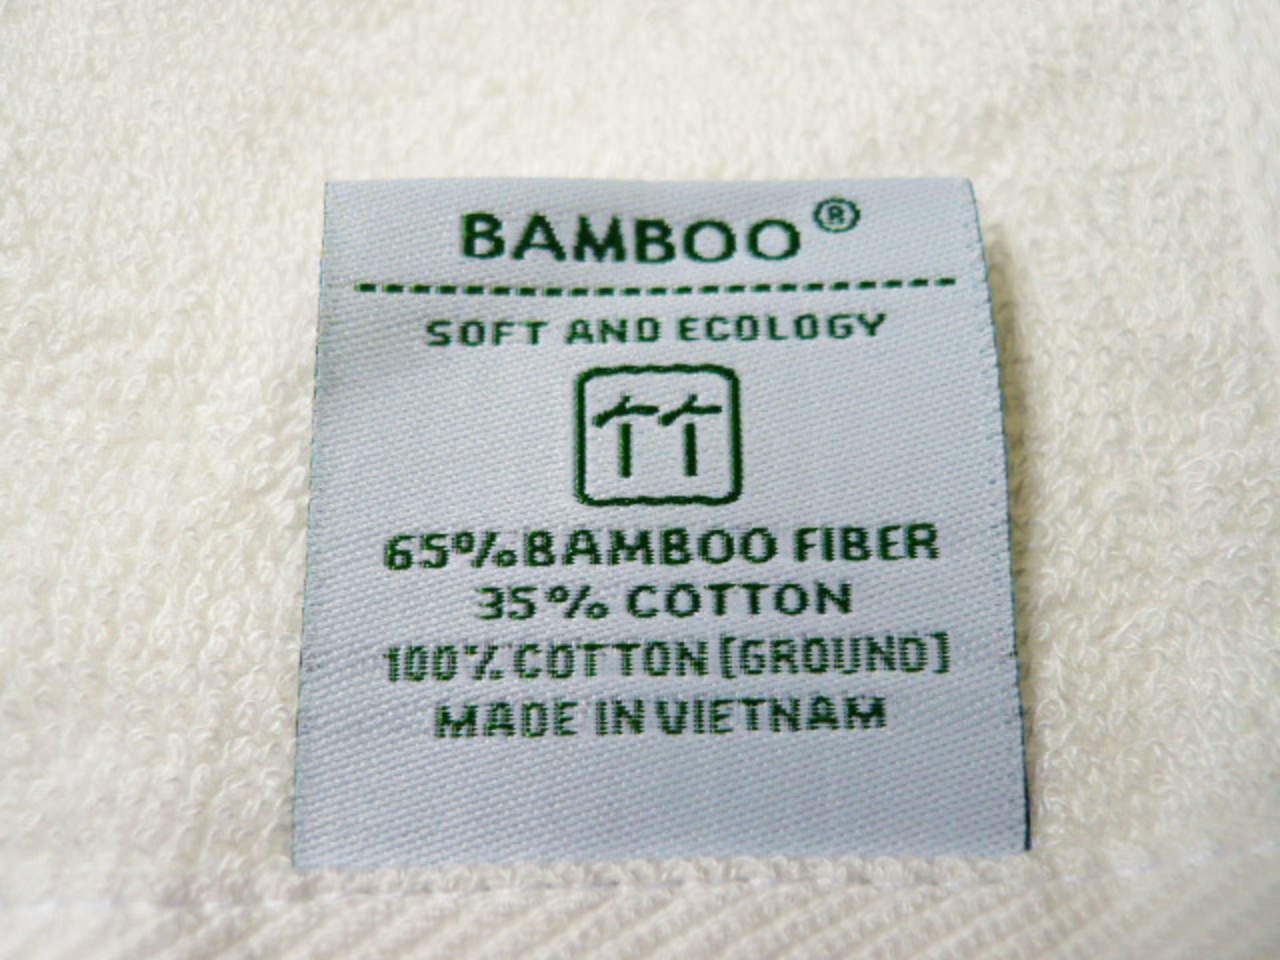 BAMBOO®
SOFT AND ECOLOGY
65%BAMBOO FIBER
35% COTTON
100% COTTON [GROUND]
MADE IN VIETNAM